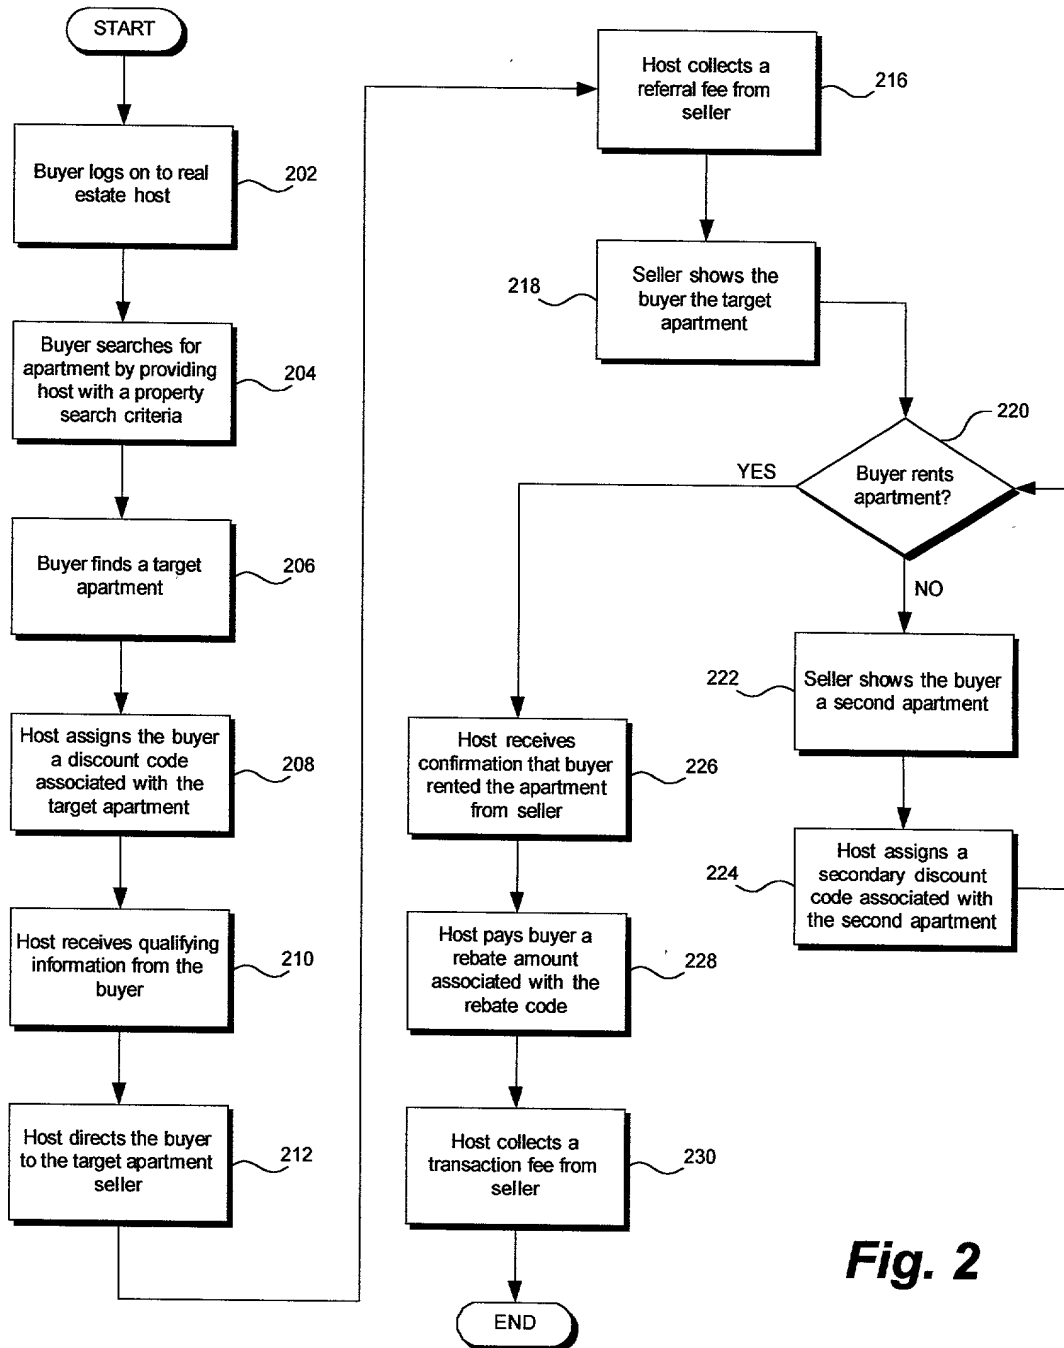 START
Buyer logs on to real
estate host
202
Buyer searches for
apartment by providing
host with a property
search criteria
204
Buyer finds a target
apartment
206
Host assigns the buyer
a discount code
associated with the
target apartment
208
Host receives qualifying
information from the
buyer
210
Host directs the buyer
to the target apartment
seller
212
Host collects a
referral fee from
seller
216
Seller shows the
buyer the target
apartment
218
Buyer rents
apartment?
220
YES
NO
Seller shows the buyer
a second apartment
222
Host assigns a
secondary discount
code associated with
the second apartment
224
Host receives
confirmation that buyer
rented the apartment
from seller
226
Host pays buyer a
rebate amount
associated with the
rebate code
228
Host collects a
transaction fee from
seller
230
END
Fig. 2